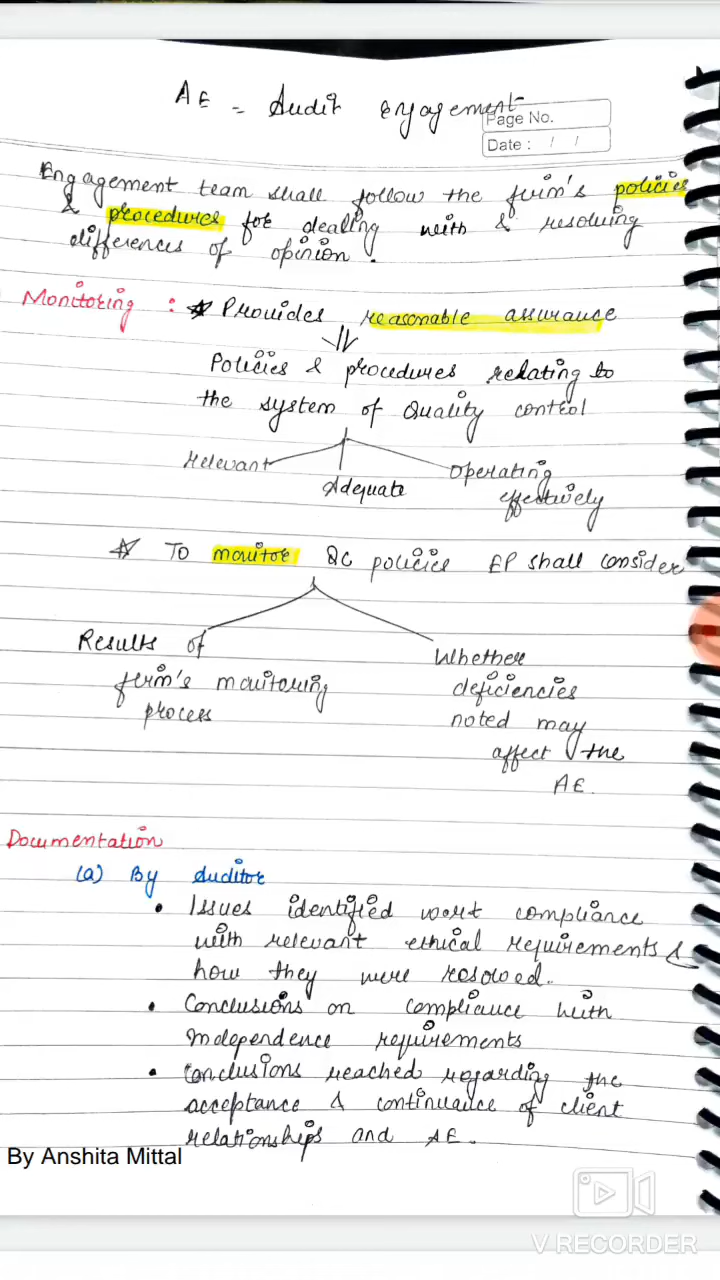 AE = Audit Engagement
Page No.
Date : / /
Engagement team shall follow the firm's policies
& procedures for dealing with & resolving
differences of opinion.
Monitoring : ★ Provides reasonable assurance
Policies & procedures relating to
the system of Quality control
relevant
Adequate
Operating
effectively
★ To monitor QC policies EP shall consider
Results of
firm's monitoring
process
Whether
deficiencies
noted may
affect the
AE.
Documentation
(a) By Auditor
• Issues identified w.r.t compliance
with relevant ethical requirements &
how they were resolved.
• Conclusions on compliance with
independence requirements
• Conclusions reached regarding the
acceptance & continuance of client
relationships and AE.
By Anshita Mittal
V RECORDER